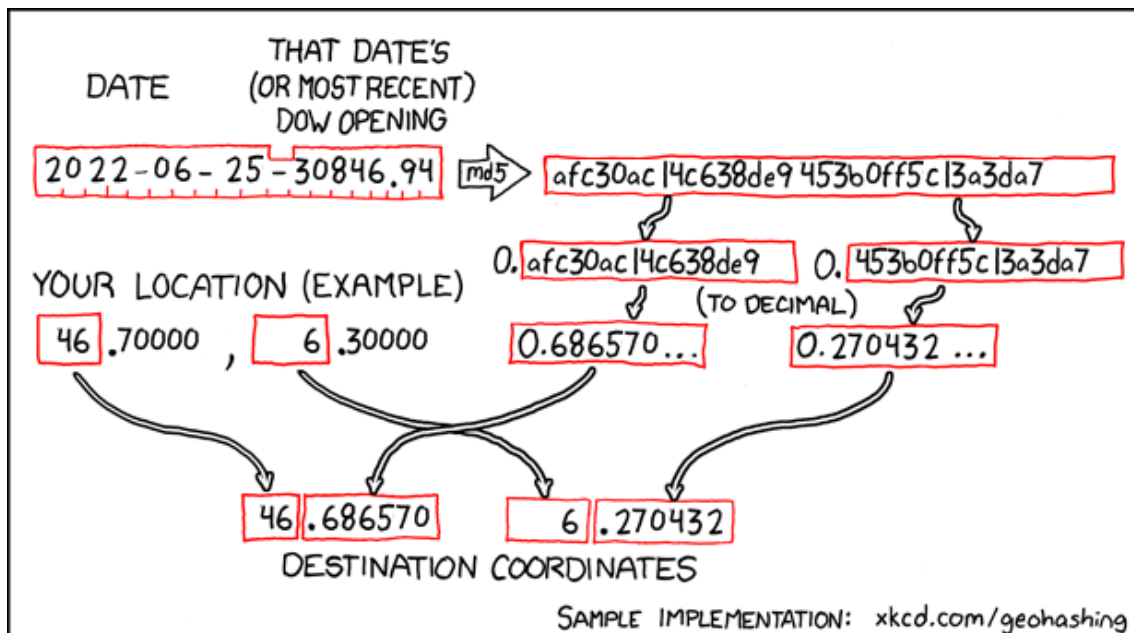 DATE
THAT DATE'S
(OR MOST RECENT)
DOW OPENING
2022-06-25-30846.94
md5
afc30ac14c638de9453b0ff5c13a3da7
0.afc30ac14c638de9
0.453b0ff5c13a3da7
YOUR LOCATION (EXAMPLE)
(TO DECIMAL)
46.70000, 6.30000
0.686570...
0.270432...
46.686570
6.270432
DESTINATION COORDINATES
SAMPLE IMPLEMENTATION: xkcd.com/geohashing